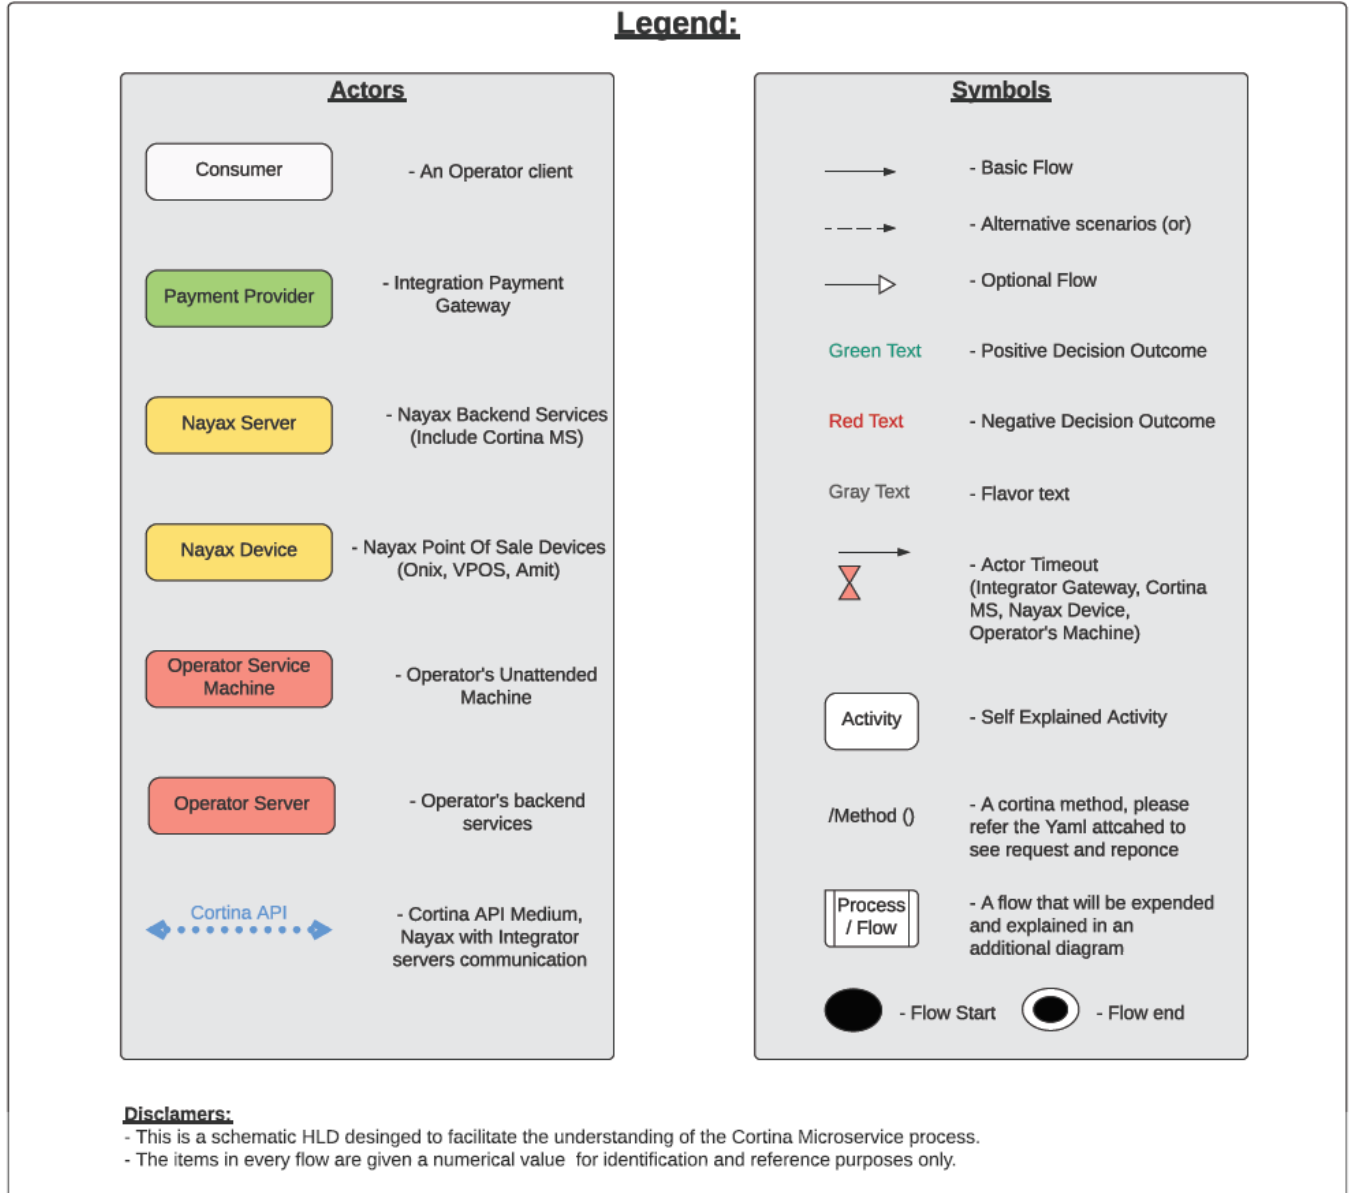 Legend:
Actors
Consumer
- An Operator client
Payment Provider
- Integration Payment
Gateway
Nayax Server
- Nayax Backend Services
(Include Cortina MS)
Nayax Device
- Nayax Point Of Sale Devices
(Onix, VPOS, Amit)
Operator Service
Machine
- Operator's Unattended
Machine
Operator Server
- Operator's backend
services
Cortina API
- Cortina API Medium,
Nayax with Integrator
servers communication
Symbols
- Basic Flow
- Alternative scenarios (or)
- Optional Flow
Green Text
- Positive Decision Outcome
Red Text
- Negative Decision Outcome
Gray Text
- Flavor text
- Actor Timeout
(Integrator Gateway, Cortina
MS, Nayax Device,
Operator's Machine)
Activity
- Self Explained Activity
/Method ()
- A cortina method, please
refer the Yaml attcahed to
see request and reponce
Process
/ Flow
- A flow that will be expended
and explained in an
additional diagram
- Flow Start
- Flow end
Disclamers:
- This is a schematic HLD desinged to facilitate the understanding of the Cortina Microservice process.
- The items in every flow are given a numerical value  for identification and reference purposes only.